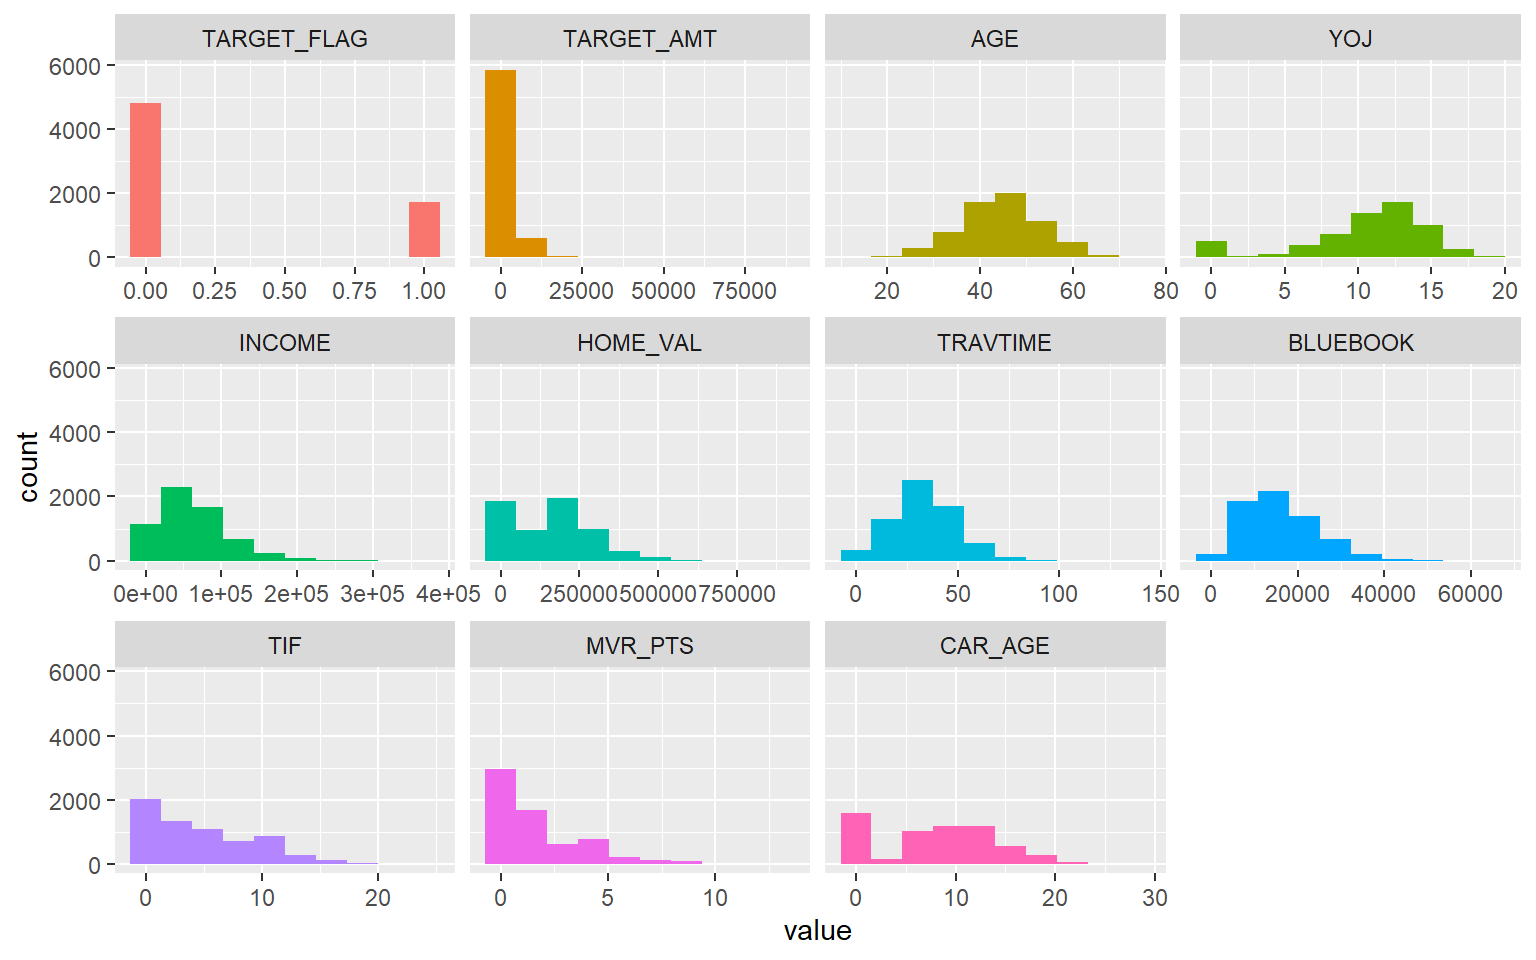 TARGET_FLAG TARGET_AMT AGE YOJ
6000
4000
2000
0
0.00 0.25 0.50 0.75 1.00 0 25000 50000 75000 20 40 60 80 0 5 10 15 20
INCOME HOME_VAL TRAVTIME BLUEBOOK
6000
4000
2000
0
count
0e+00 1e+05 2e+05 3e+05 4e+05 0 250000 500000 750000 0 50 100 150 0 20000 40000 60000
TIF MVR_PTS CAR_AGE
6000
4000
2000
0
0 10 20 0 5 10 0 10 20 30
value